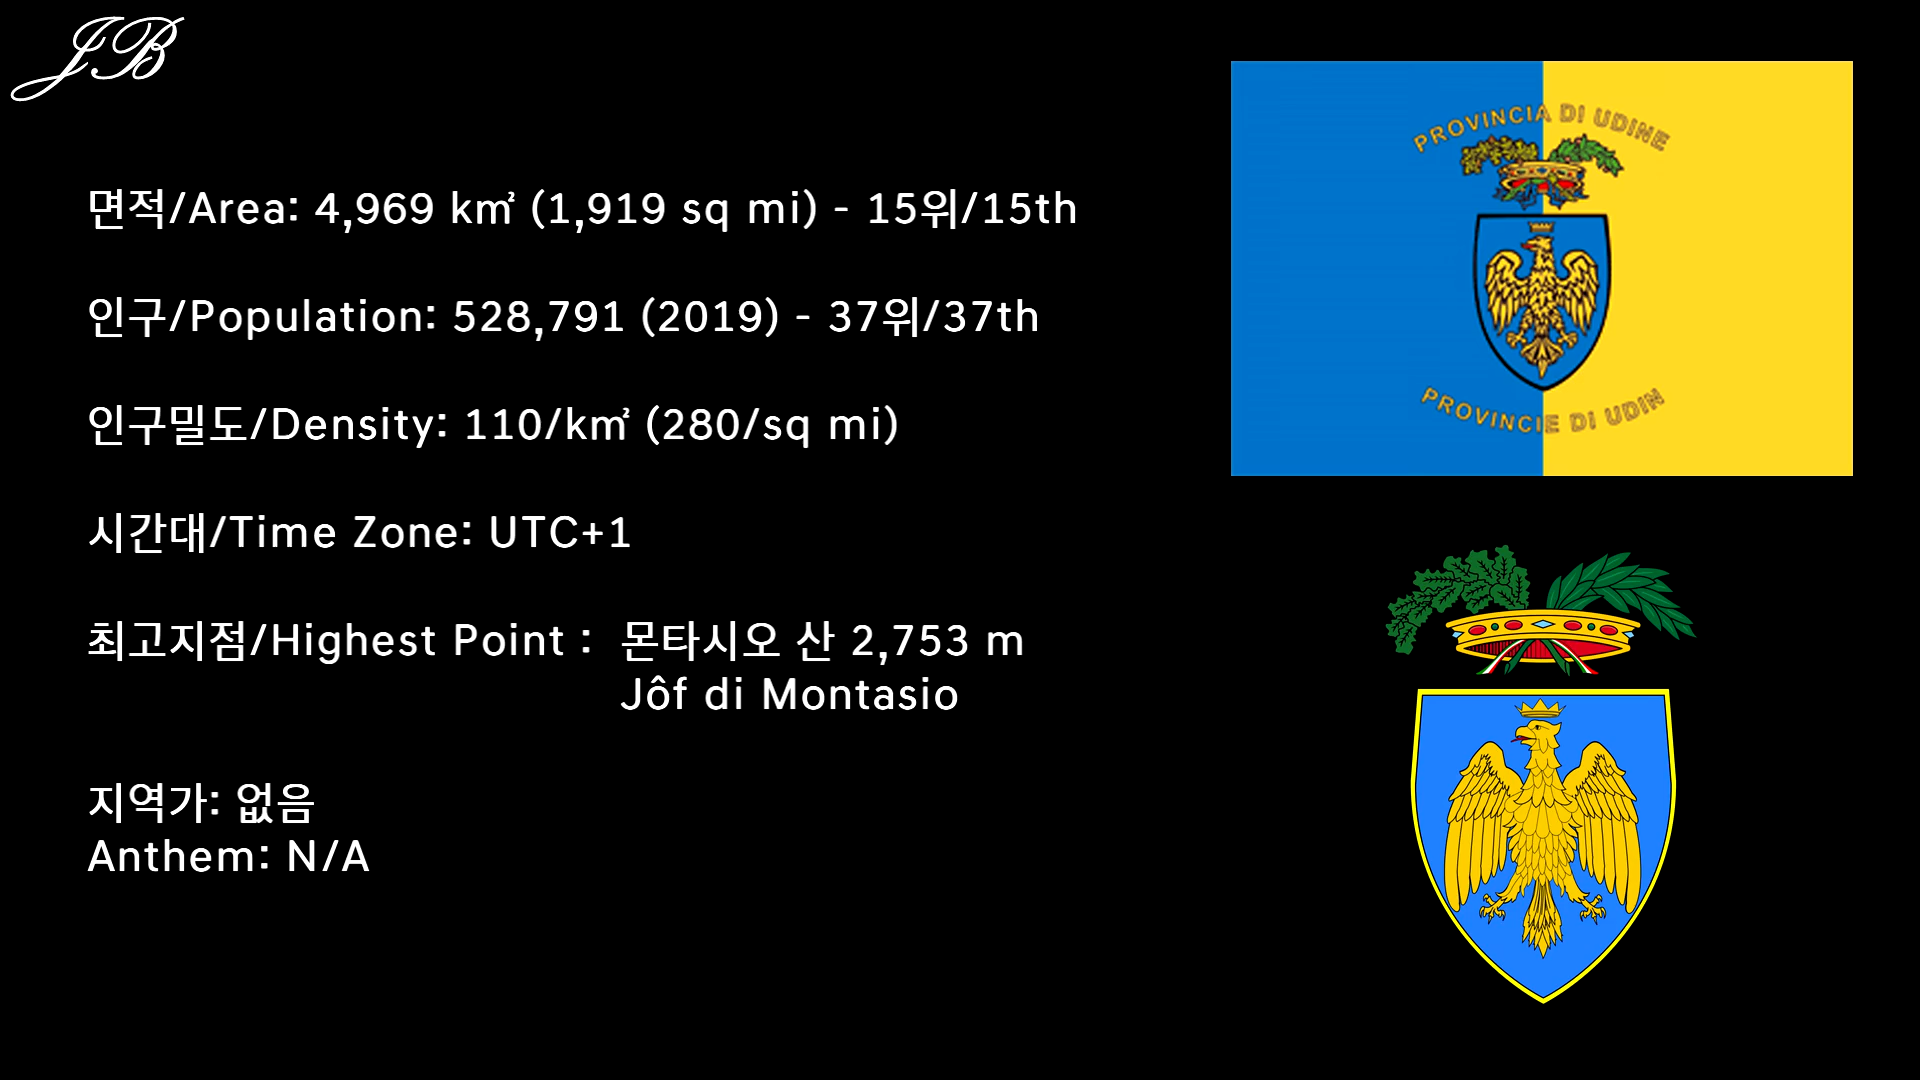 JB
면적/Area: 4,969 ㎢ (1,919 sq mi) - 15위/15th
인구/Population: 528,791 (2019) - 37위/37th
인구밀도/Density: 110/㎢ (280/sq mi)
시간대/Time Zone: UTC+1
최고지점/Highest Point : 몬타시오 산 2,753 m
Jôf di Montasio
지역가: 없음
Anthem: N/A
PROVINCIA DI UDINE
PROVINCIE DI UDIN